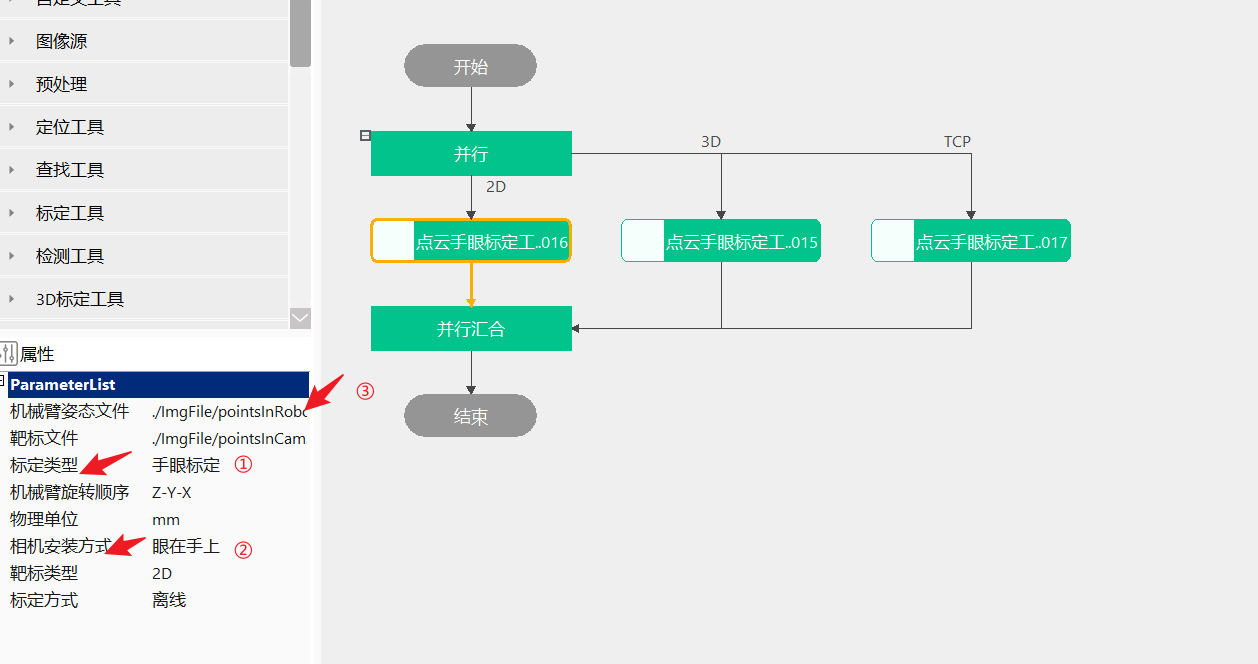 自定义工具
图像源
预处理
定位工具
查找工具
标定工具
检测工具
3D标定工具
属性
ParameterList
机械臂姿态文件 ./ImgFile/pointsInRobo
靶标文件 ./ImgFile/pointsInCam
标定类型 手眼标定 ①
机械臂旋转顺序 Z-Y-X
物理单位 mm
相机安装方式 眼在手上 ②
靶标类型 2D
标定方式 离线
③
开始
并行
3D
TCP
2D
点云手眼标定工..016
点云手眼标定工..015
点云手眼标定工..017
并行汇合
结束